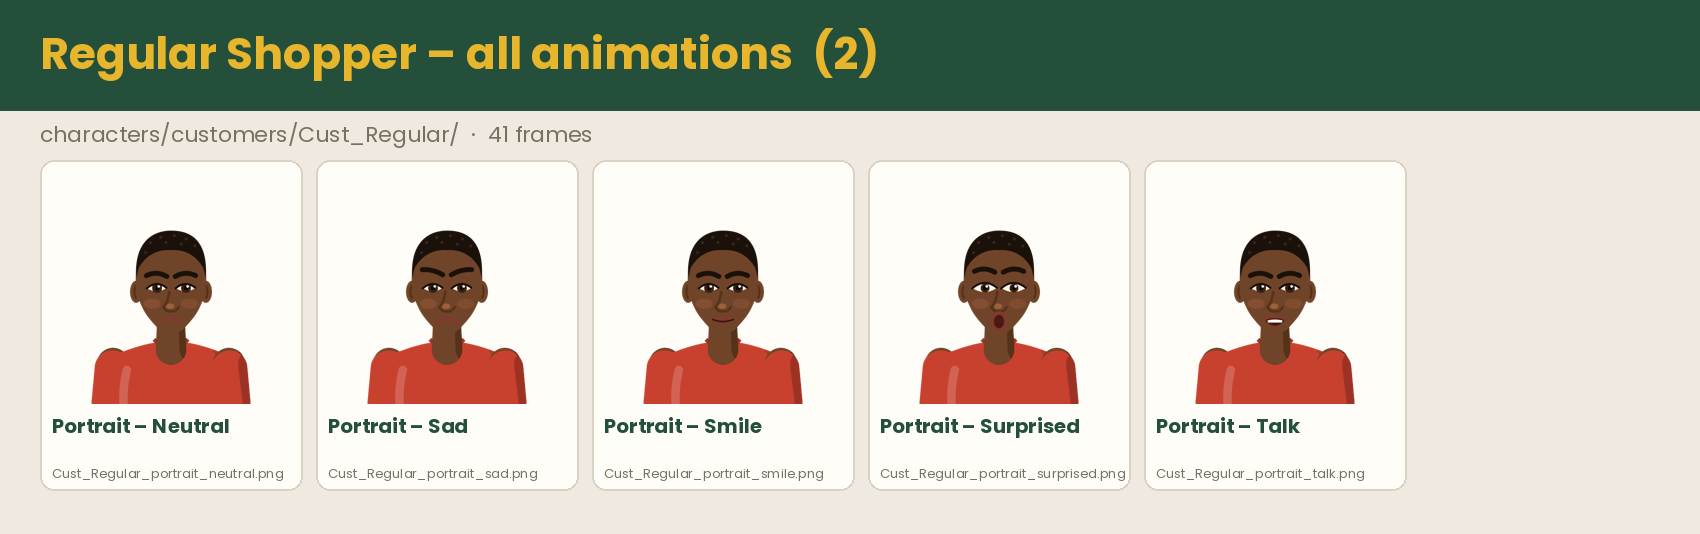 Regular Shopper – all animations (2)
characters/customers/Cust_Regular/ · 41 frames
Portrait – Neutral
Cust_Regular_portrait_neutral.png
Portrait – Sad
Cust_Regular_portrait_sad.png
Portrait – Smile
Cust_Regular_portrait_smile.png
Portrait – Surprised
Cust_Regular_portrait_surprised.png
Portrait – Talk
Cust_Regular_portrait_talk.png